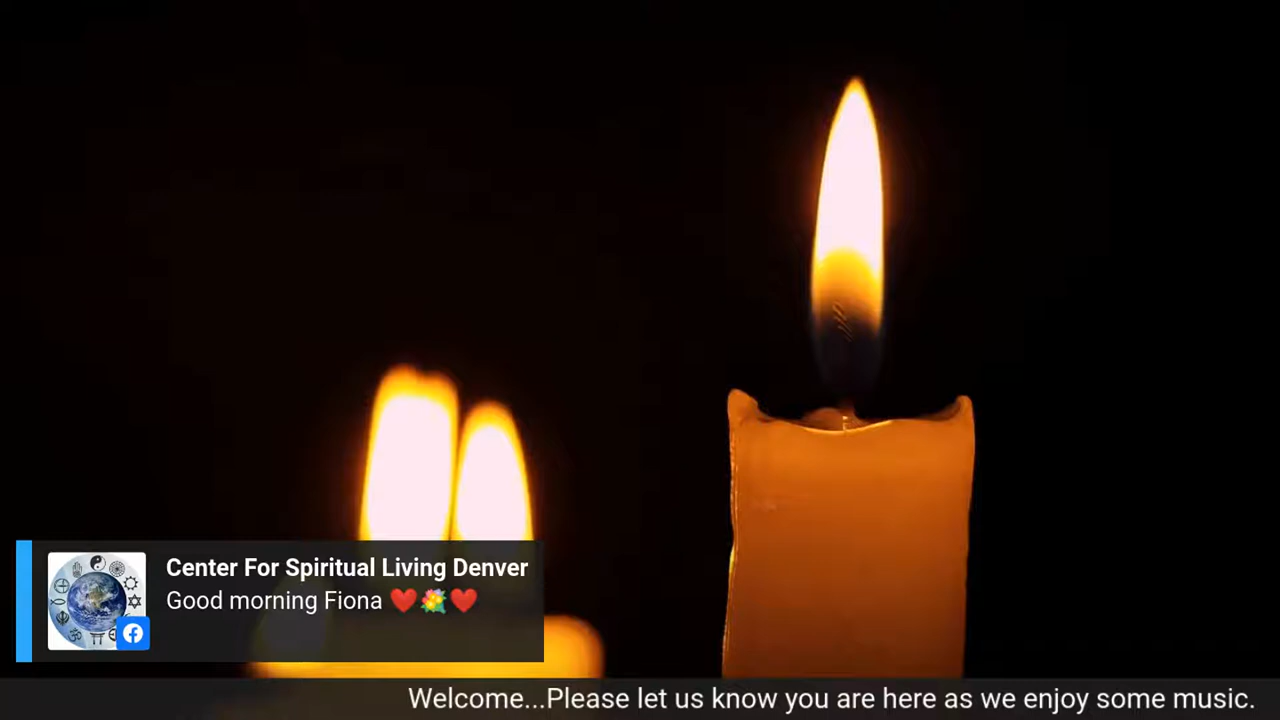 Center For Spiritual Living Denver
Good morning Fiona ❤️💐❤️
Welcome...Please let us know you are here as we enjoy some music.